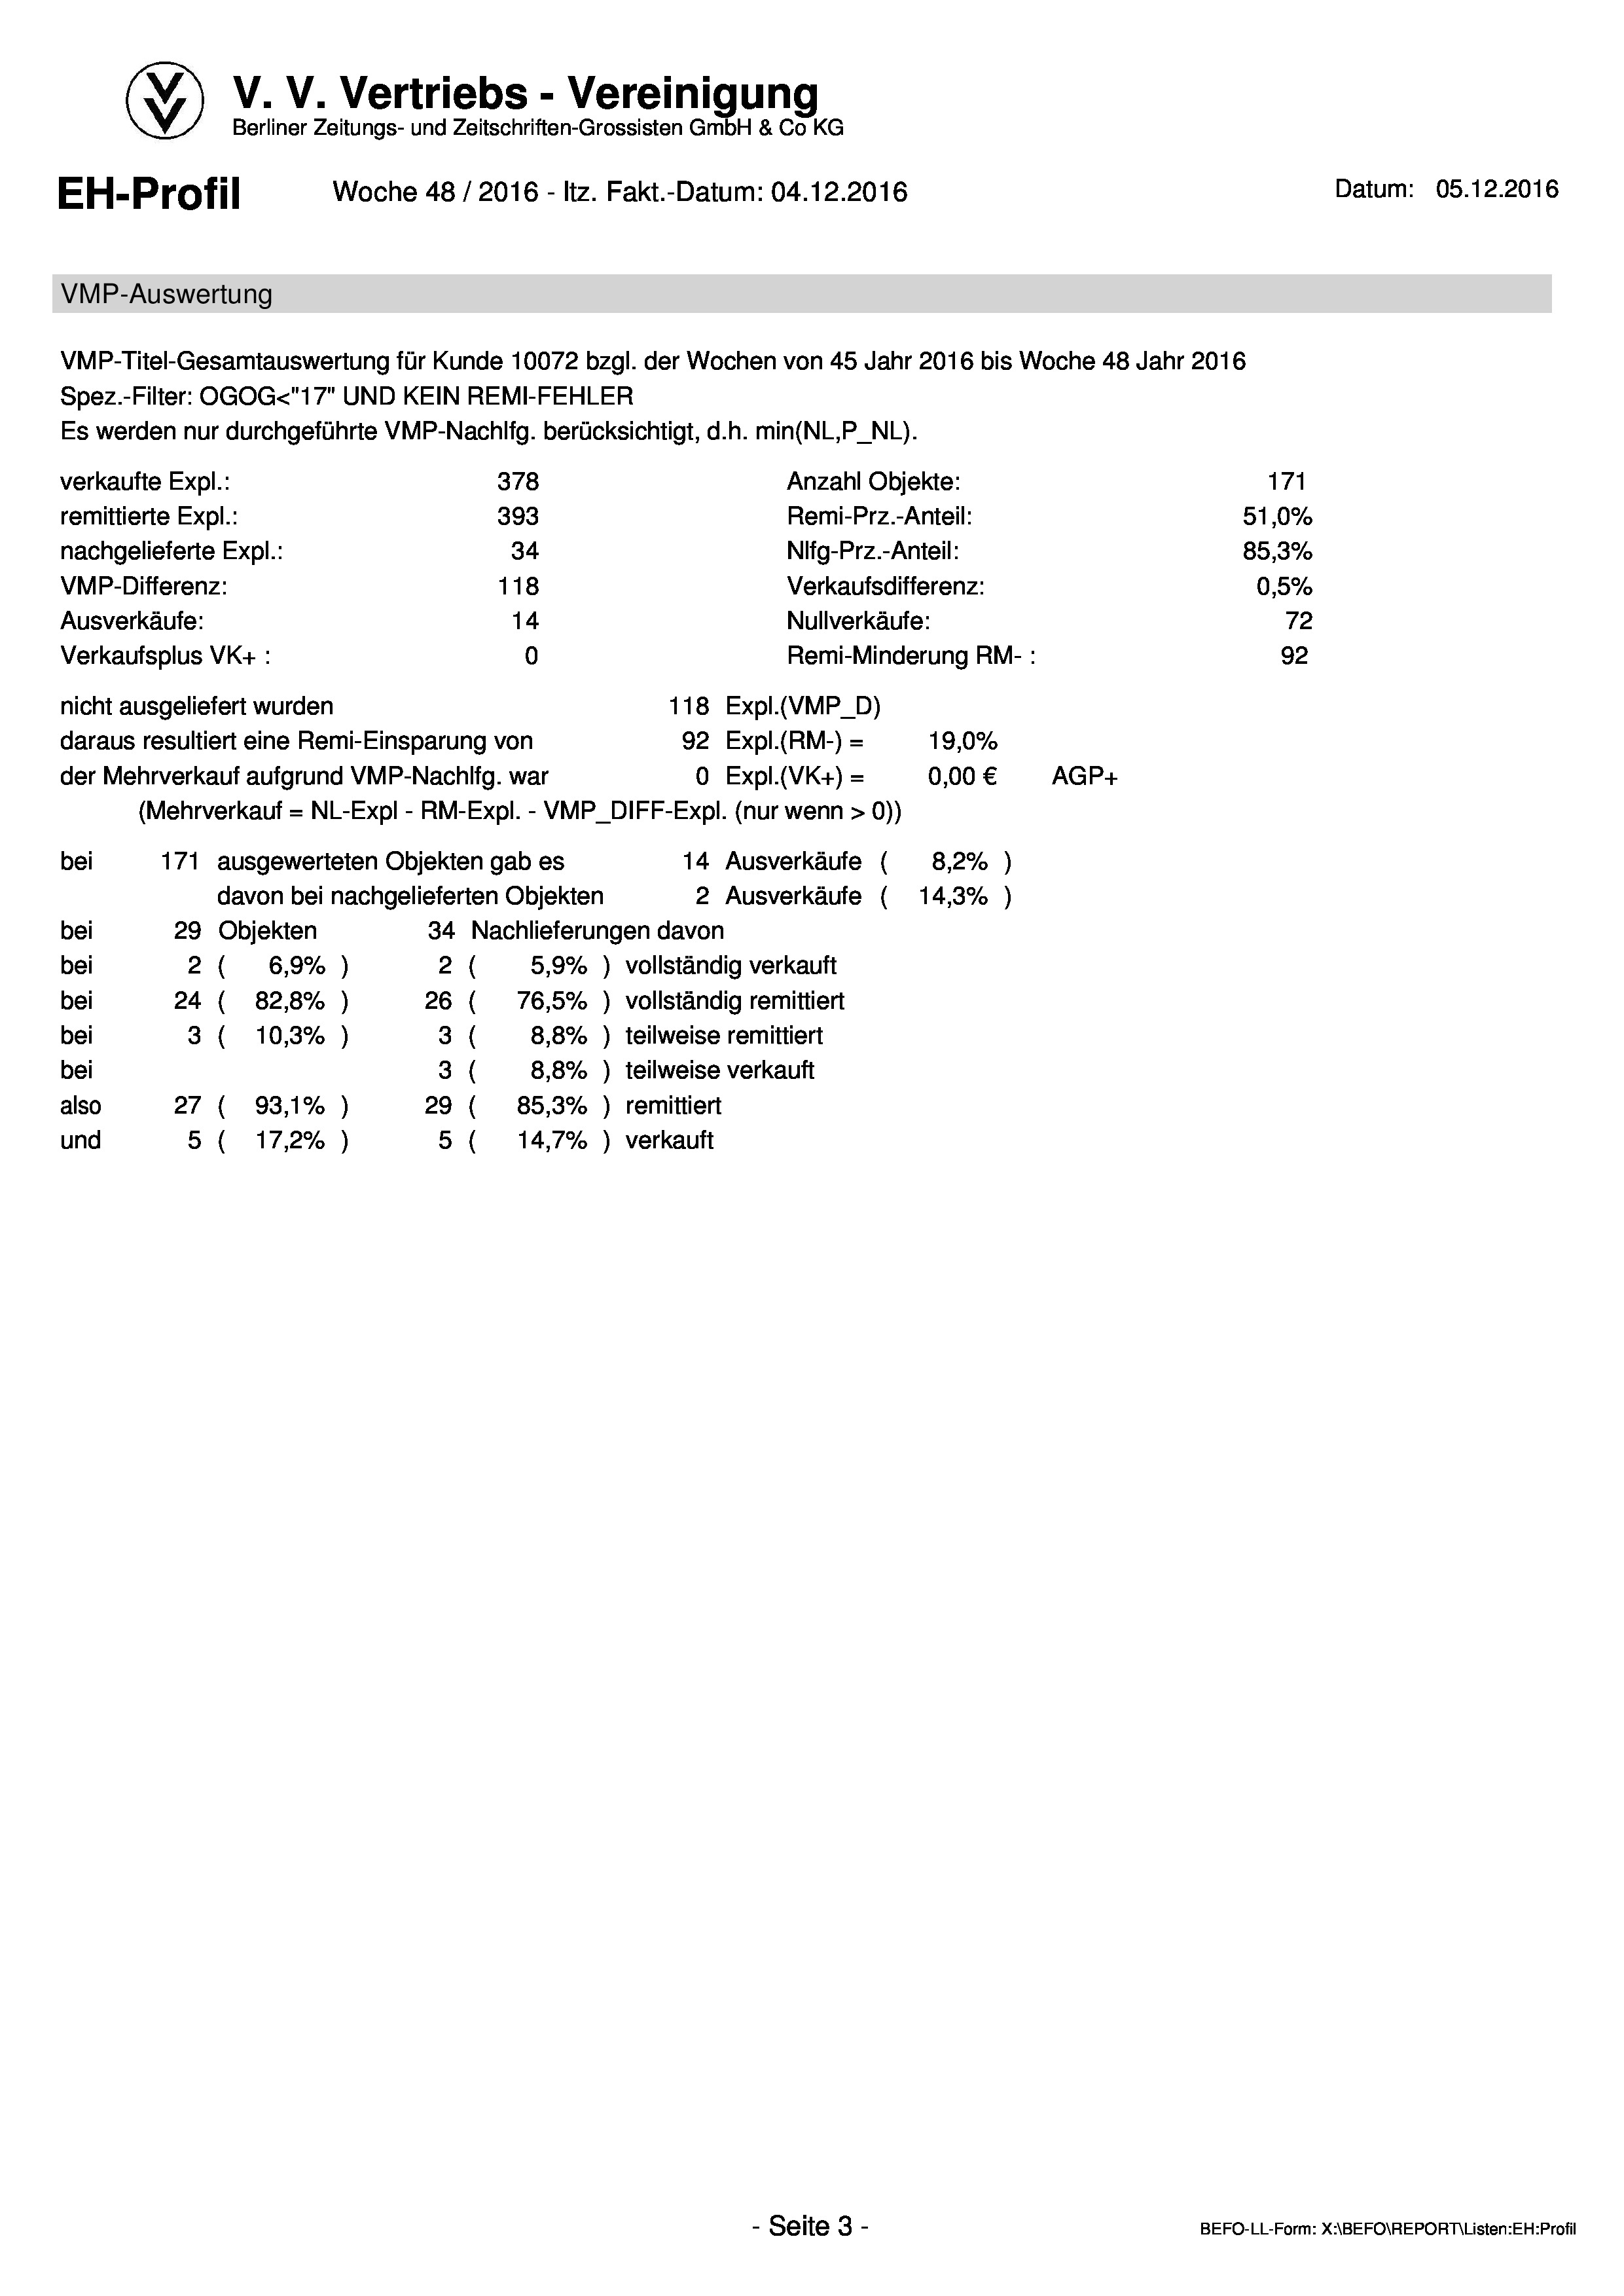 V. V. Vertriebs - Vereinigung
Berliner Zeitungs- und Zeitschriften-Grossisten GmbH & Co KG
EH-Profil Woche 48 / 2016 - ltz. Fakt.-Datum: 04.12.2016 Datum: 05.12.2016
VMP-Auswertung
VMP-Titel-Gesamtauswertung für Kunde 10072 bzgl. der Wochen von 45 Jahr 2016 bis Woche 48 Jahr 2016
Spez.-Filter: OGOG<"17" UND KEIN REMI-FEHLER
Es werden nur durchgeführte VMP-Nachlfg. berücksichtigt, d.h. min(NL,P_NL).
verkaufte Expl.: 378 Anzahl Objekte: 171
remittierte Expl.: 393 Remi-Prz.-Anteil: 51,0%
nachgelieferte Expl.: 34 Nlfg-Prz.-Anteil: 85,3%
VMP-Differenz: 118 Verkaufsdifferenz: 0,5%
Ausverkäufe: 14 Nullverkäufe: 72
Verkaufsplus VK+ : 0 Remi-Minderung RM- : 92
nicht ausgeliefert wurden 118 Expl.(VMP_D)
daraus resultiert eine Remi-Einsparung von 92 Expl.(RM-) = 19,0%
der Mehrverkauf aufgrund VMP-Nachlfg. war 0 Expl.(VK+) = 0,00 € AGP+
(Mehrverkauf = NL-Expl - RM-Expl. - VMP_DIFF-Expl. (nur wenn > 0))
bei 171 ausgewerteten Objekten gab es 14 Ausverkäufe ( 8,2% )
davon bei nachgelieferten Objekten 2 Ausverkäufe ( 14,3% )
bei 29 Objekten 34 Nachlieferungen davon
bei 2 ( 6,9% ) 2 ( 5,9% ) vollständig verkauft
bei 24 ( 82,8% ) 26 ( 76,5% ) vollständig remittiert
bei 3 ( 10,3% ) 3 ( 8,8% ) teilweise remittiert
bei 3 ( 8,8% ) teilweise verkauft
also 27 ( 93,1% ) 29 ( 85,3% ) remittiert
und 5 ( 17,2% ) 5 ( 14,7% ) verkauft
- Seite 3 -
BEFO-LL-Form: X:\BEFO\REPORT\Listen:EH:Profil